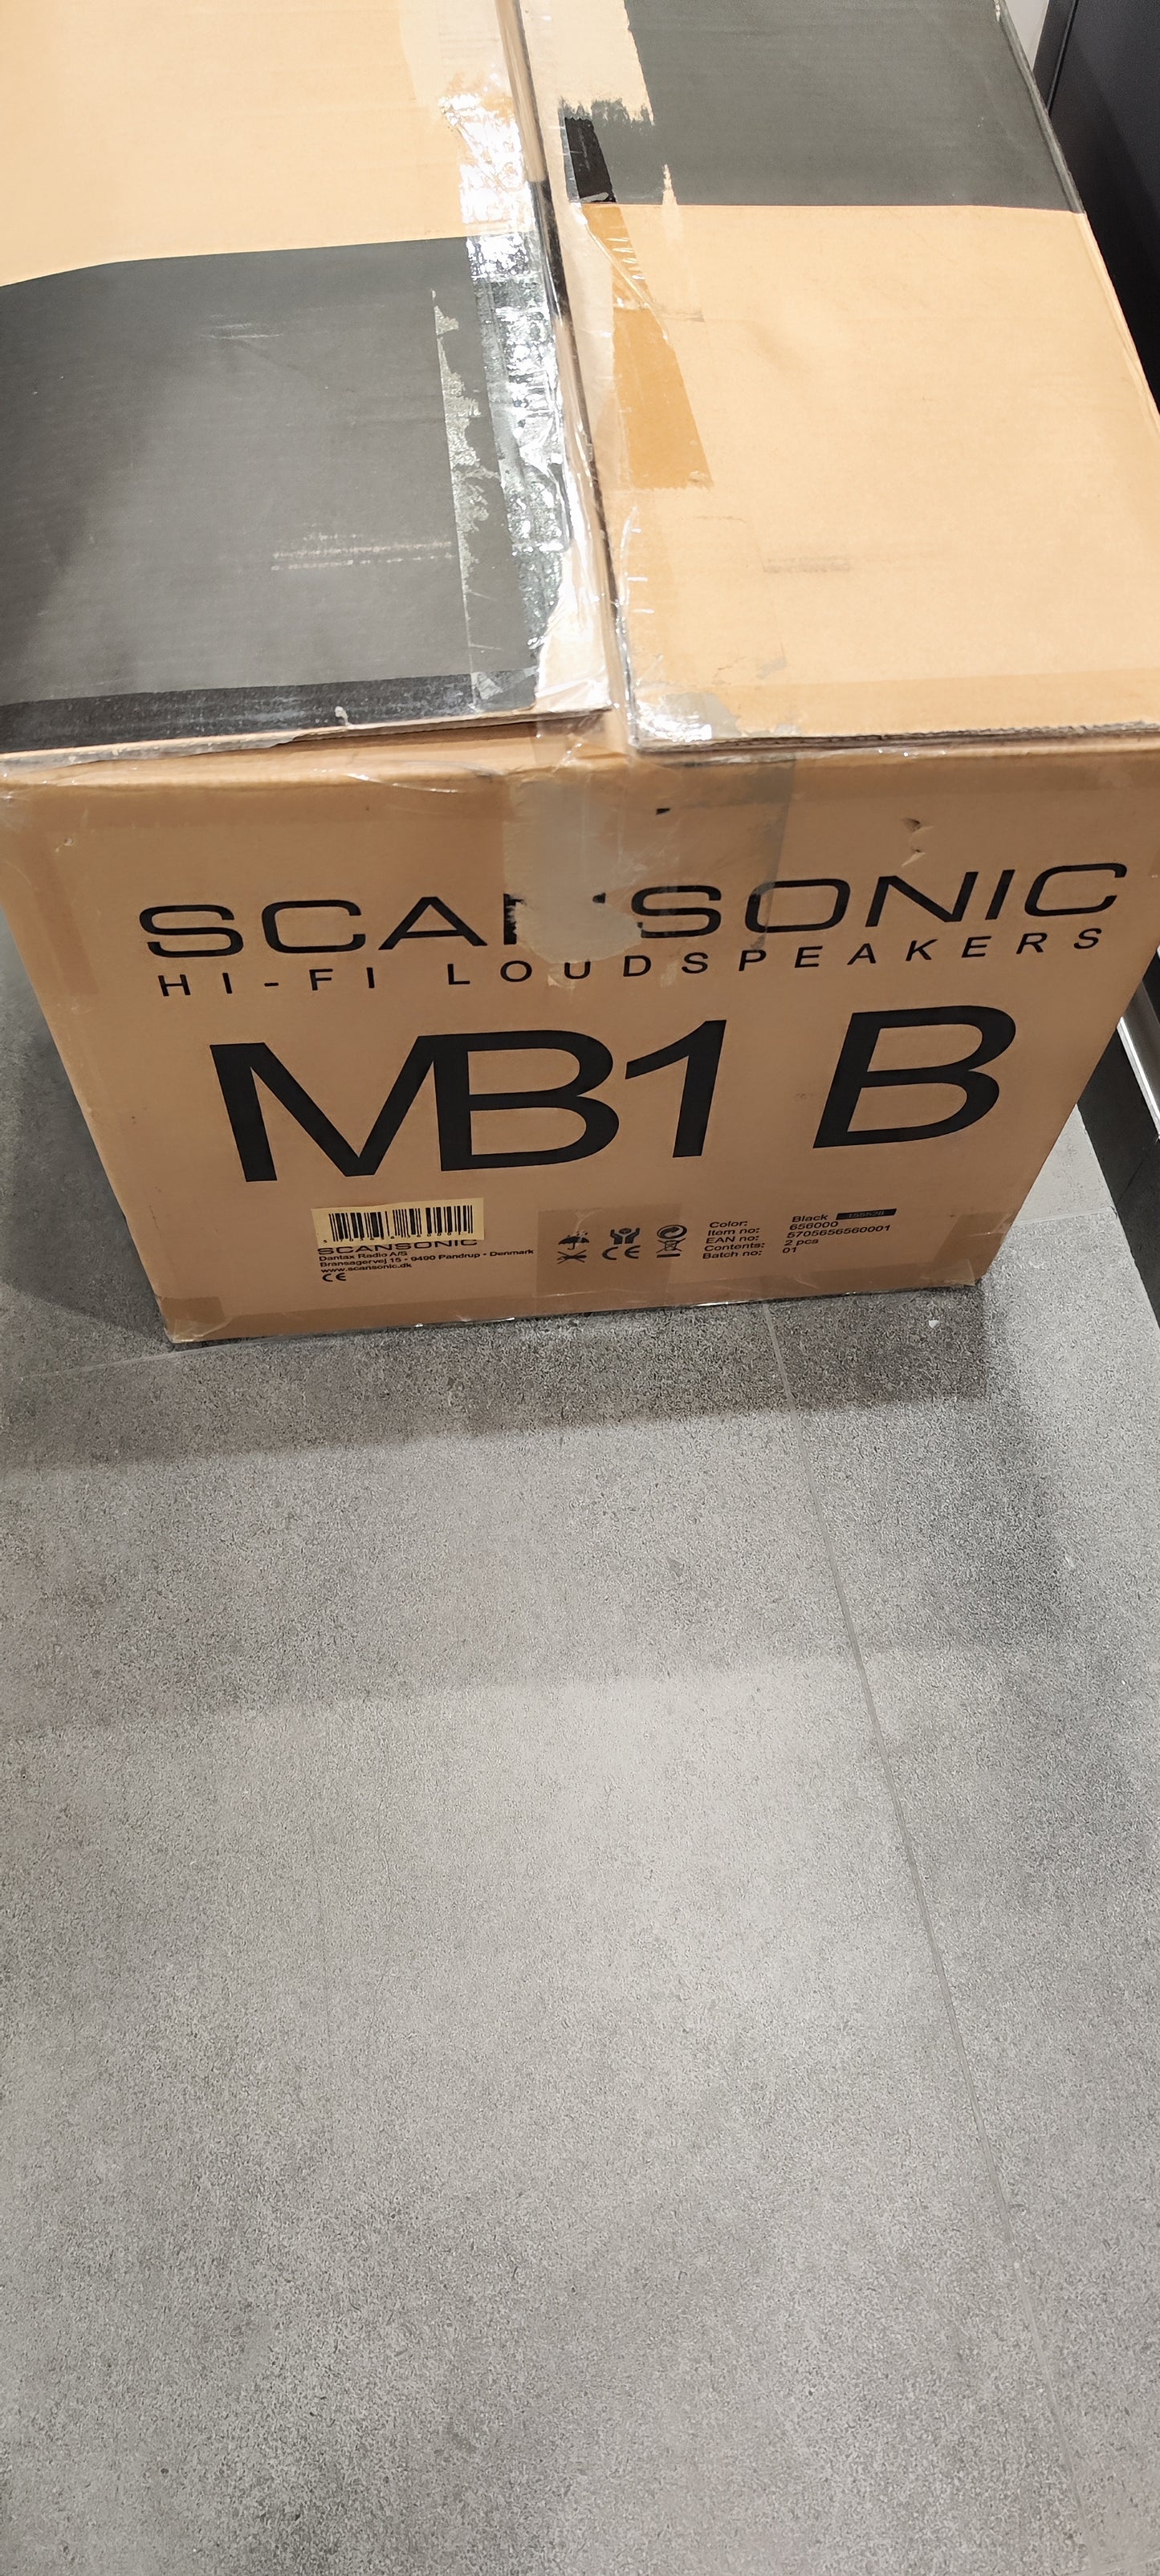 SCANSONIC
HI-FI LOUDSPEAKERS
MB1 B
SCANSONIC
Dantax Radio A/S
Bransagervej 15 • 9490 Pandrup • Denmark
www.scansonic.dk
CE
CE
Color: Black
Item no: 656000
EAN no: 5705656560001
Contents: 2 pcs
Batch no: 01